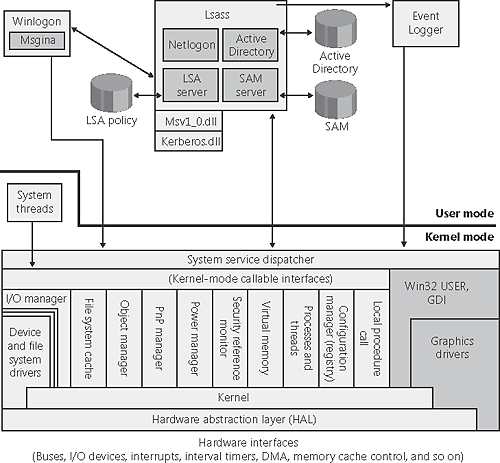 Winlogon
Msgina
Lsass
Netlogon
Active
Directory
LSA
server
SAM
server
Msv1_0.dll
Kerberos.dll
Event
Logger
Active
Directory
LSA policy
SAM
System
threads
User mode
Kernel mode
System service dispatcher
(Kernel-mode callable interfaces)
I/O manager
Device
and file
system
drivers
File system cache
Object manager
PnP manager
Power manager
Security reference
monitor
Virtual memory
Processes and
threads
Configuration
manager (registry)
Local procedure
call
Win32 USER,
GDI
Graphics
drivers
Kernel
Hardware abstraction layer (HAL)
Hardware interfaces
(Buses, I/O devices, interrupts, interval timers, DMA, memory cache control, and so on)